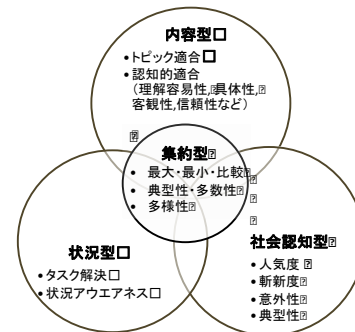 内容型
•トピック適合
•認知的適合
(理解容易性,具体性,
客観性,信頼性など)
集約型
• 最大・最小・比較
• 典型性・多数性
• 多様性
状況型
•タスク解決
•状況アウエアネス
社会認知型
•人気度
•斬新度
•意外性
•典型性